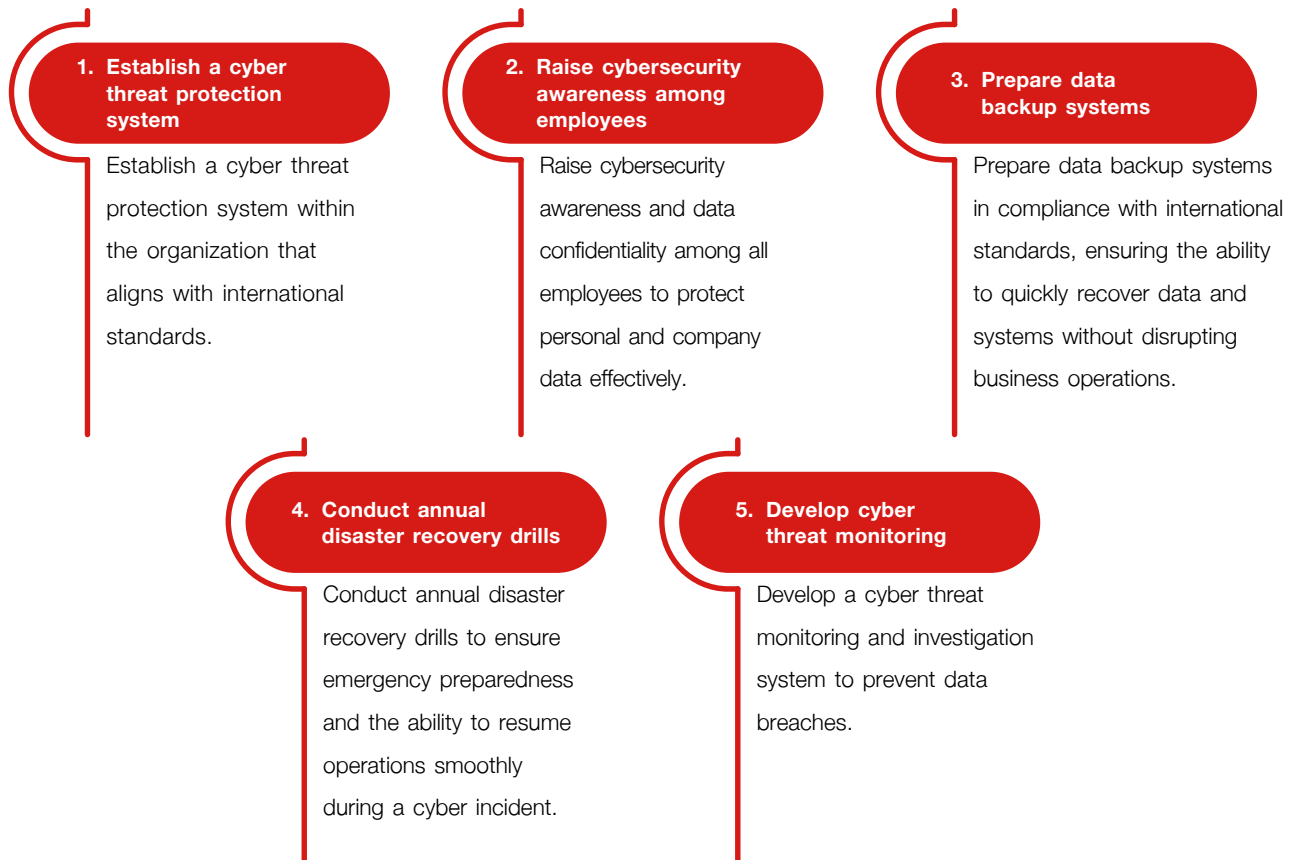 1. Establish a cyber
threat protection
system
Establish a cyber threat
protection system within
the organization that
aligns with international
standards.
2. Raise cybersecurity
awareness among
employees
Raise cybersecurity
awareness and data
confidentiality among all
employees to protect
personal and company
data effectively.
3. Prepare data
backup systems
Prepare data backup systems
in compliance with international
standards, ensuring the ability
to quickly recover data and
systems without disrupting
business operations.
4. Conduct annual
disaster recovery drills
Conduct annual disaster
recovery drills to ensure
emergency preparedness
and the ability to resume
operations smoothly
during a cyber incident.
5. Develop cyber
threat monitoring
Develop a cyber threat
monitoring and investigation
system to prevent data
breaches.